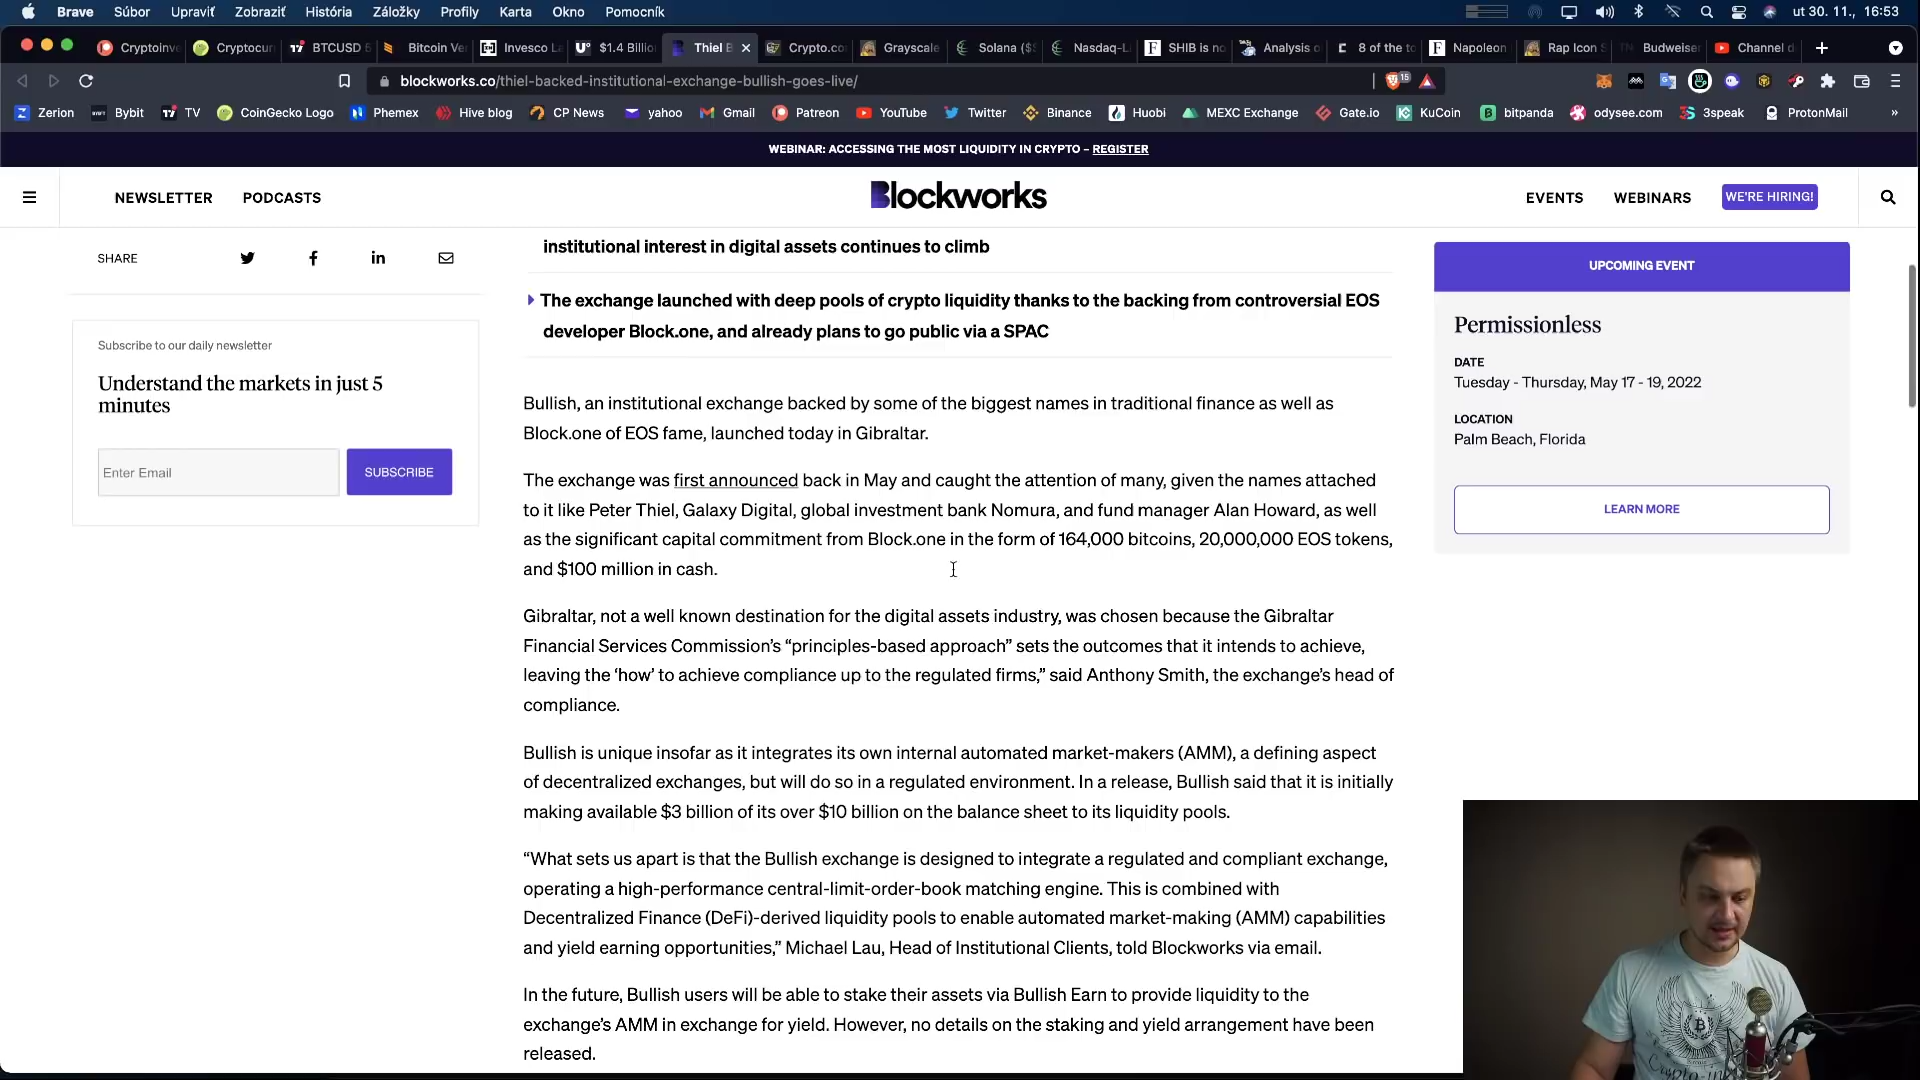 Brave Súbor Upraviť Zobraziť História Záložky Profily Karta Okno Pomocník ut 30. 11., 16:53
Cryptoinv Cryptocur BTCUSD Bitcoin Ve Invesco L $1.4 Billio Thiel B Crypto.co Grayscale Solana ($S Nasdaq-L SHIB is no Analysis o 8 of the to Napoleon Rap Icon S Budweiser Channel d
blockworks.co/thiel-backed-institutional-exchange-bullish-goes-live/ 15
Zerion Bybit TV CoinGecko Logo Phemex Hive blog CP News yahoo Gmail Patreon YouTube Twitter Binance Huobi MEXC Exchange Gate.io KuCoin bitpanda odysee.com 3speak ProtonMail »
WEBINAR: ACCESSING THE MOST LIQUIDITY IN CRYPTO – REGISTER
NEWSLETTER PODCASTS Blockworks EVENTS WEBINARS WE'RE HIRING!
SHARE
Subscribe to our daily newsletter
Understand the markets in just 5
minutes
Enter Email SUBSCRIBE
institutional interest in digital assets continues to climb
The exchange launched with deep pools of crypto liquidity thanks to the backing from controversial EOS
developer Block.one, and already plans to go public via a SPAC
Bullish, an institutional exchange backed by some of the biggest names in traditional finance as well as
Block.one of EOS fame, launched today in Gibraltar.
The exchange was first announced back in May and caught the attention of many, given the names attached
to it like Peter Thiel, Galaxy Digital, global investment bank Nomura, and fund manager Alan Howard, as well
as the significant capital commitment from Block.one in the form of 164,000 bitcoins, 20,000,000 EOS tokens,
and $100 million in cash.
Gibraltar, not a well known destination for the digital assets industry, was chosen because the Gibraltar
Financial Services Commission's “principles-based approach” sets the outcomes that it intends to achieve,
leaving the ‘how’ to achieve compliance up to the regulated firms,” said Anthony Smith, the exchange's head of
compliance.
Bullish is unique insofar as it integrates its own internal automated market-makers (AMM), a defining aspect
of decentralized exchanges, but will do so in a regulated environment. In a release, Bullish said that it is initially
making available $3 billion of its over $10 billion on the balance sheet to its liquidity pools.
“What sets us apart is that the Bullish exchange is designed to integrate a regulated and compliant exchange,
operating a high-performance central-limit-order-book matching engine. This is combined with
Decentralized Finance (DeFi)-derived liquidity pools to enable automated market-making (AMM) capabilities
and yield earning opportunities,” Michael Lau, Head of Institutional Clients, told Blockworks via email.
In the future, Bullish users will be able to stake their assets via Bullish Earn to provide liquidity to the
exchange's AMM in exchange for yield. However, no details on the staking and yield arrangement have been
released.
UPCOMING EVENT
Permissionless
DATE
Tuesday - Thursday, May 17 - 19, 2022
LOCATION
Palm Beach, Florida
LEARN MORE